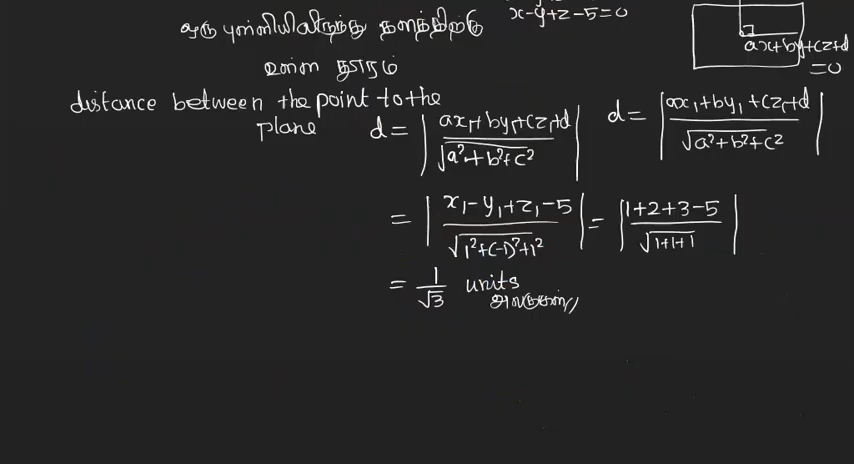 x-y+z-5=0
ஒரு புள்ளியிலிருந்து தளத்திற்கு
உள்ள தூரம்
ax+by+cz+d
=0
distance between the point to the
plane
d = | ax₁+by₁+cz₁+d / √a²+b²+c² |
d = | ax₁+by₁+cz₁+d / √a²+b²+c² |
= | x₁-y₁+z₁-5 / √1²+(-1)²+1² | = | 1+2+3-5 / √1+1+1 |
= 1/√3 units
அலகுகள்//